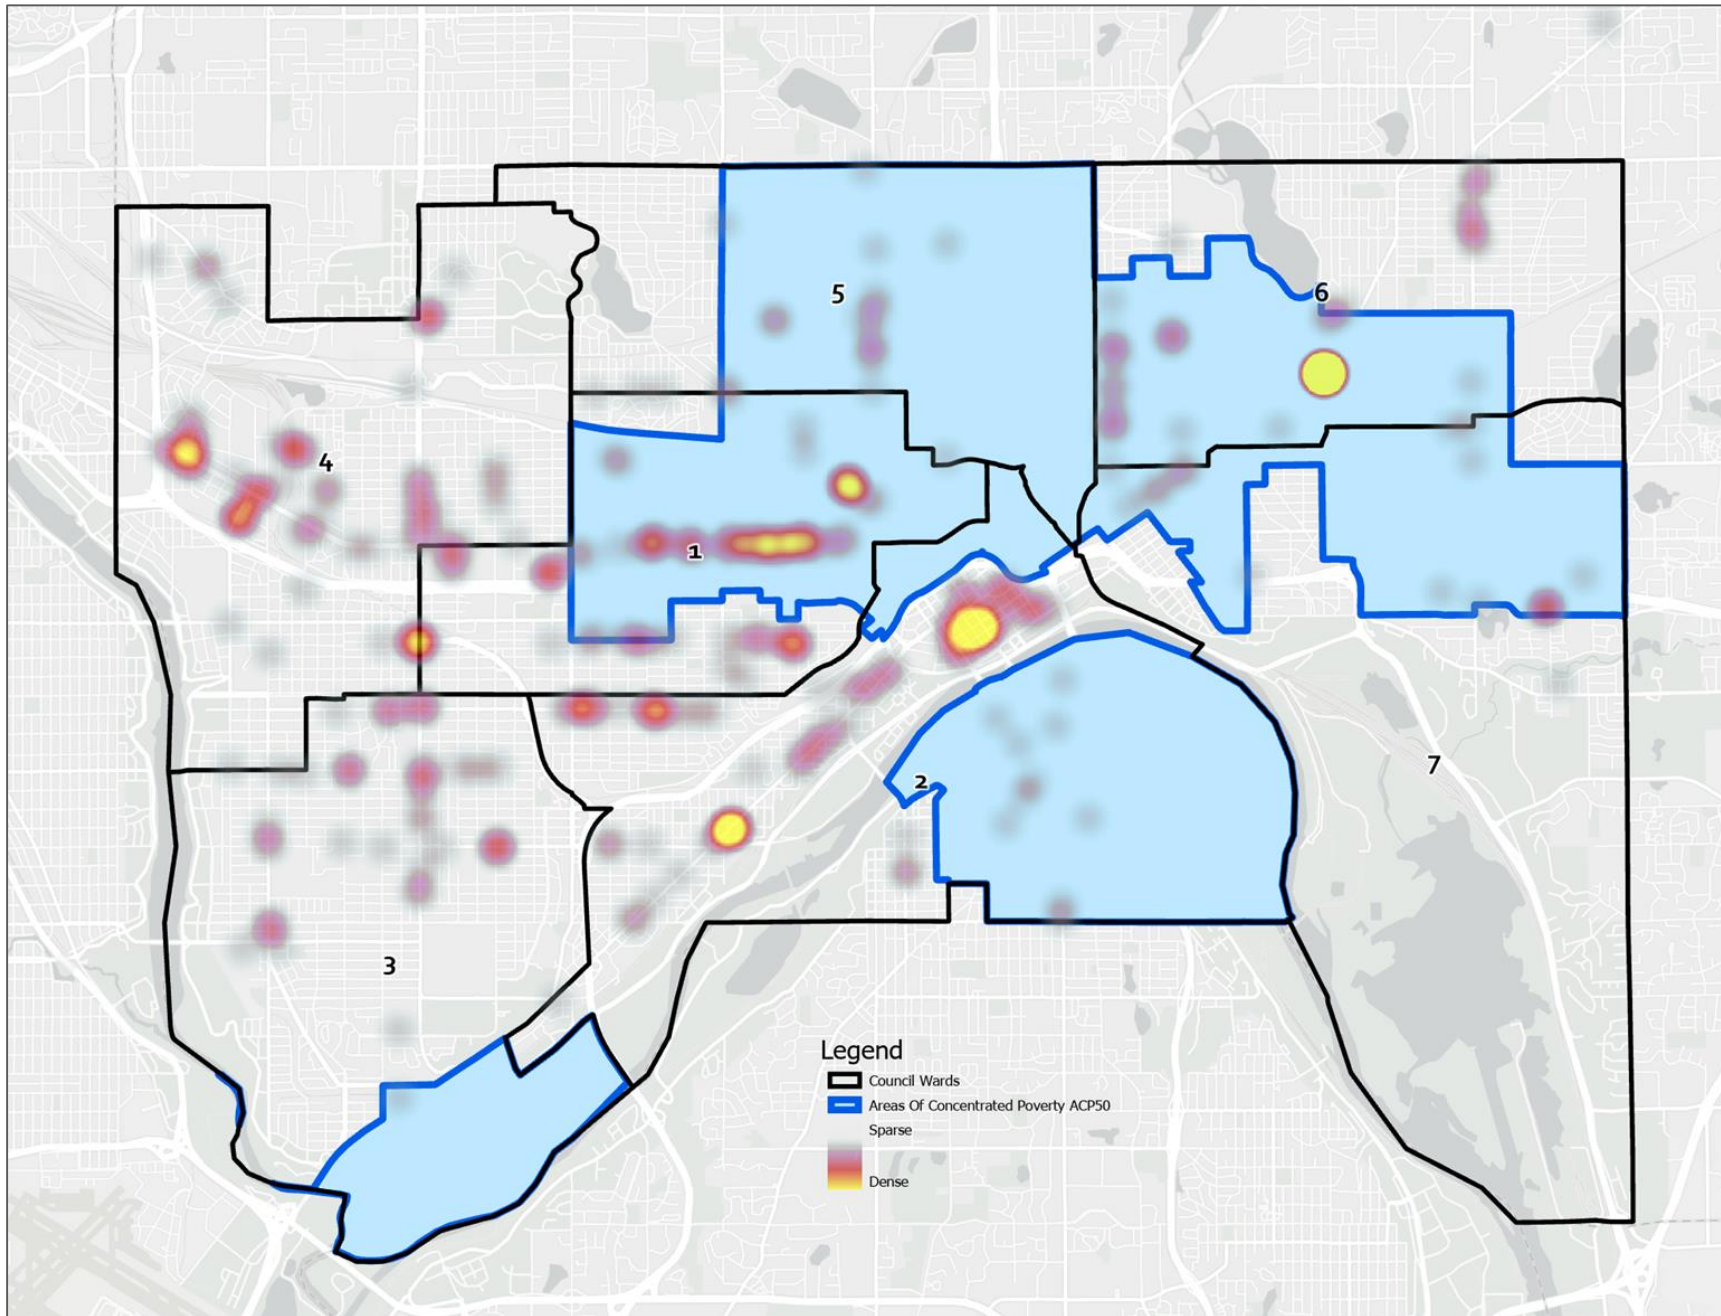 5
6
4
1
2
7
3
Legend
Council Wards
Areas Of Concentrated Poverty ACP50
Sparse
Dense